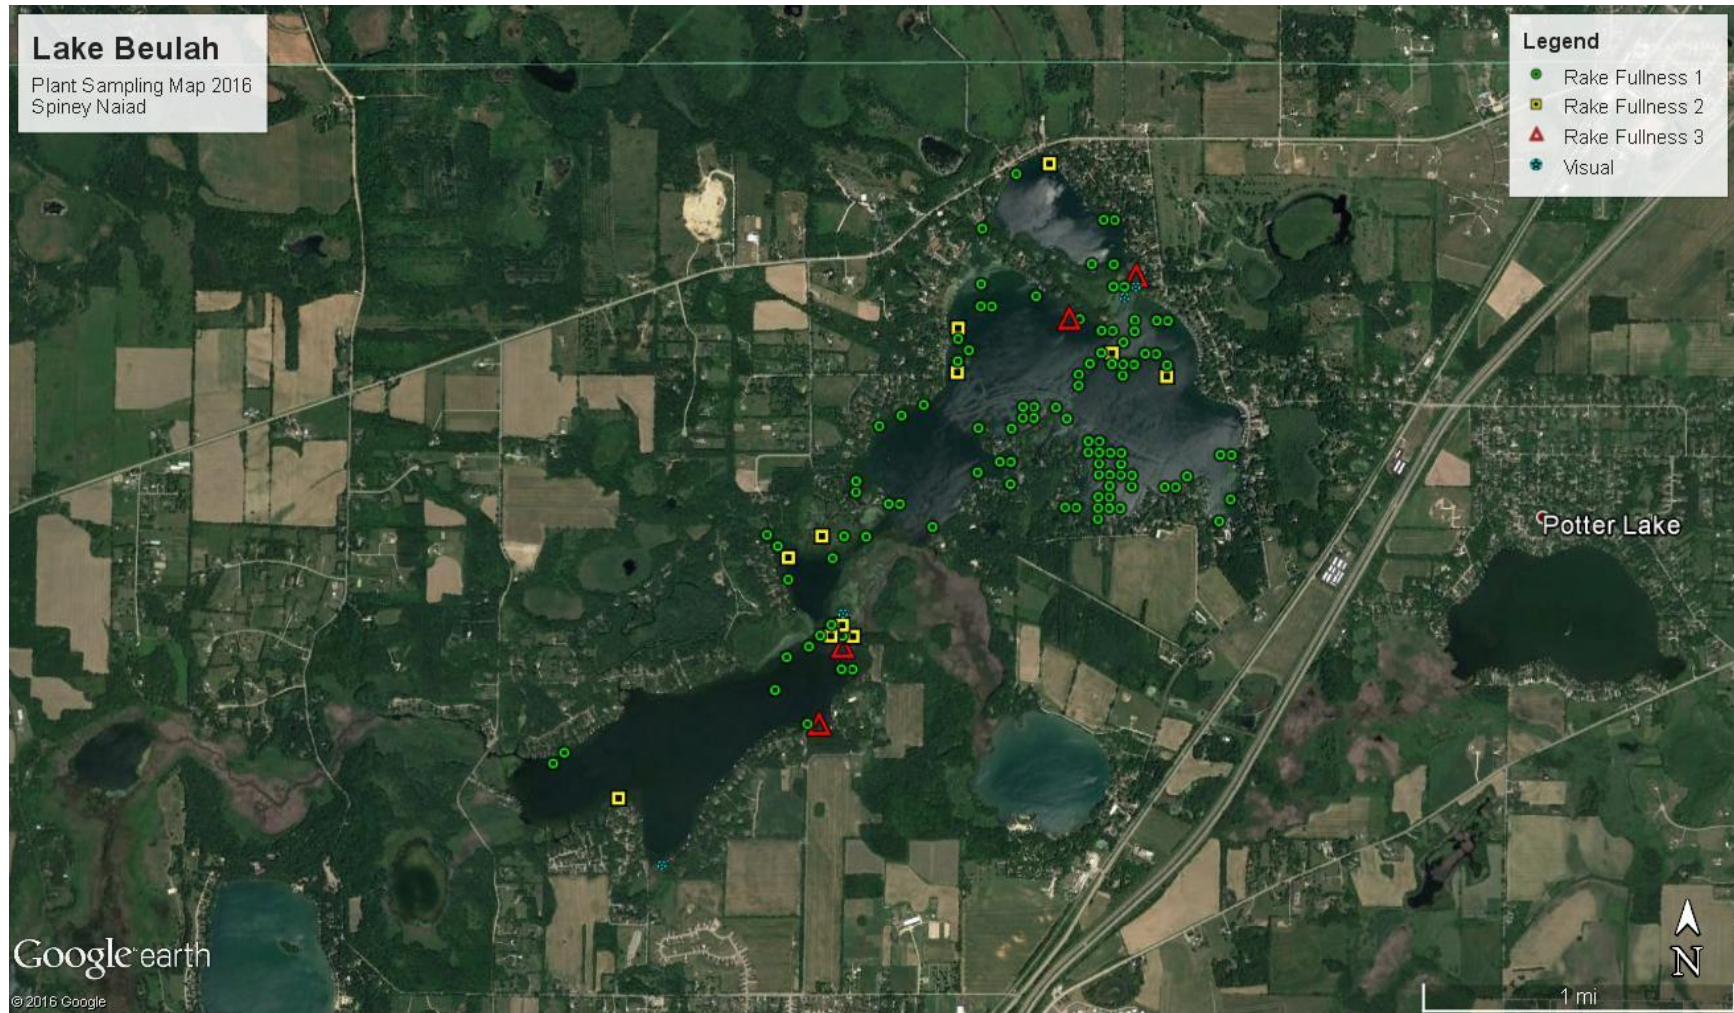 Lake Beulah
Plant Sampling Map 2016
Spiney Naiad
Legend
Rake Fullness 1
Rake Fullness 2
Rake Fullness 3
Visual
Potter Lake
Google earth
© 2016 Google
N
1 mi